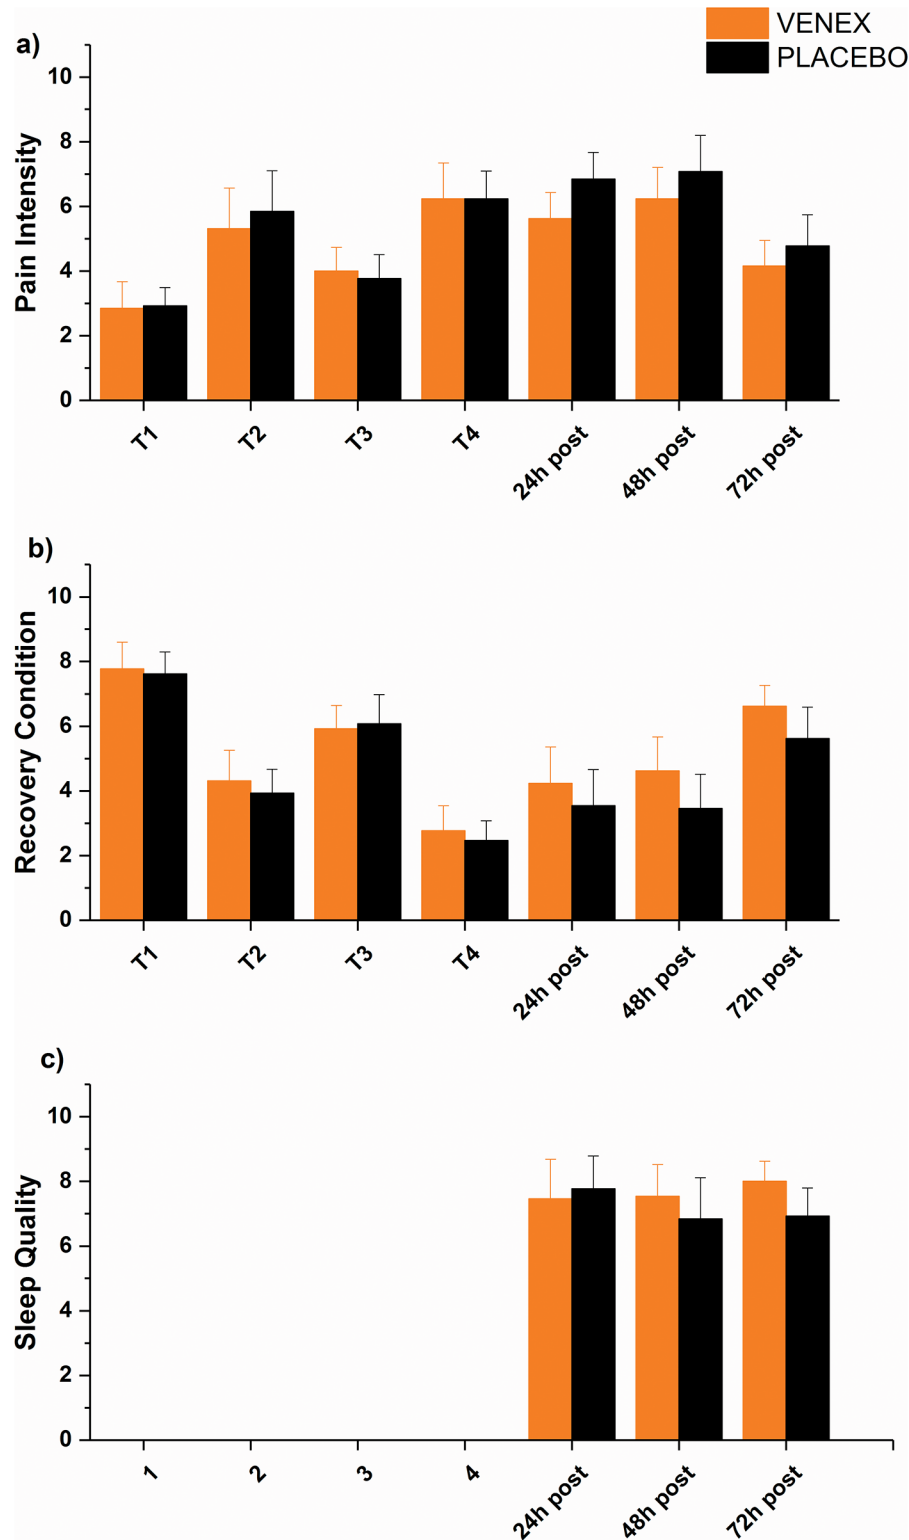 VENEX
PLACEBO
a)
Pain Intensity
10
8
6
4
2
0
T1 T2 T3 T4 24h post 48h post 72h post
b)
Recovery Condition
10
8
6
4
2
0
T1 T2 T3 T4 24h post 48h post 72h post
c)
Sleep Quality
10
8
6
4
2
0
1 2 3 4 24h post 48h post 72h post